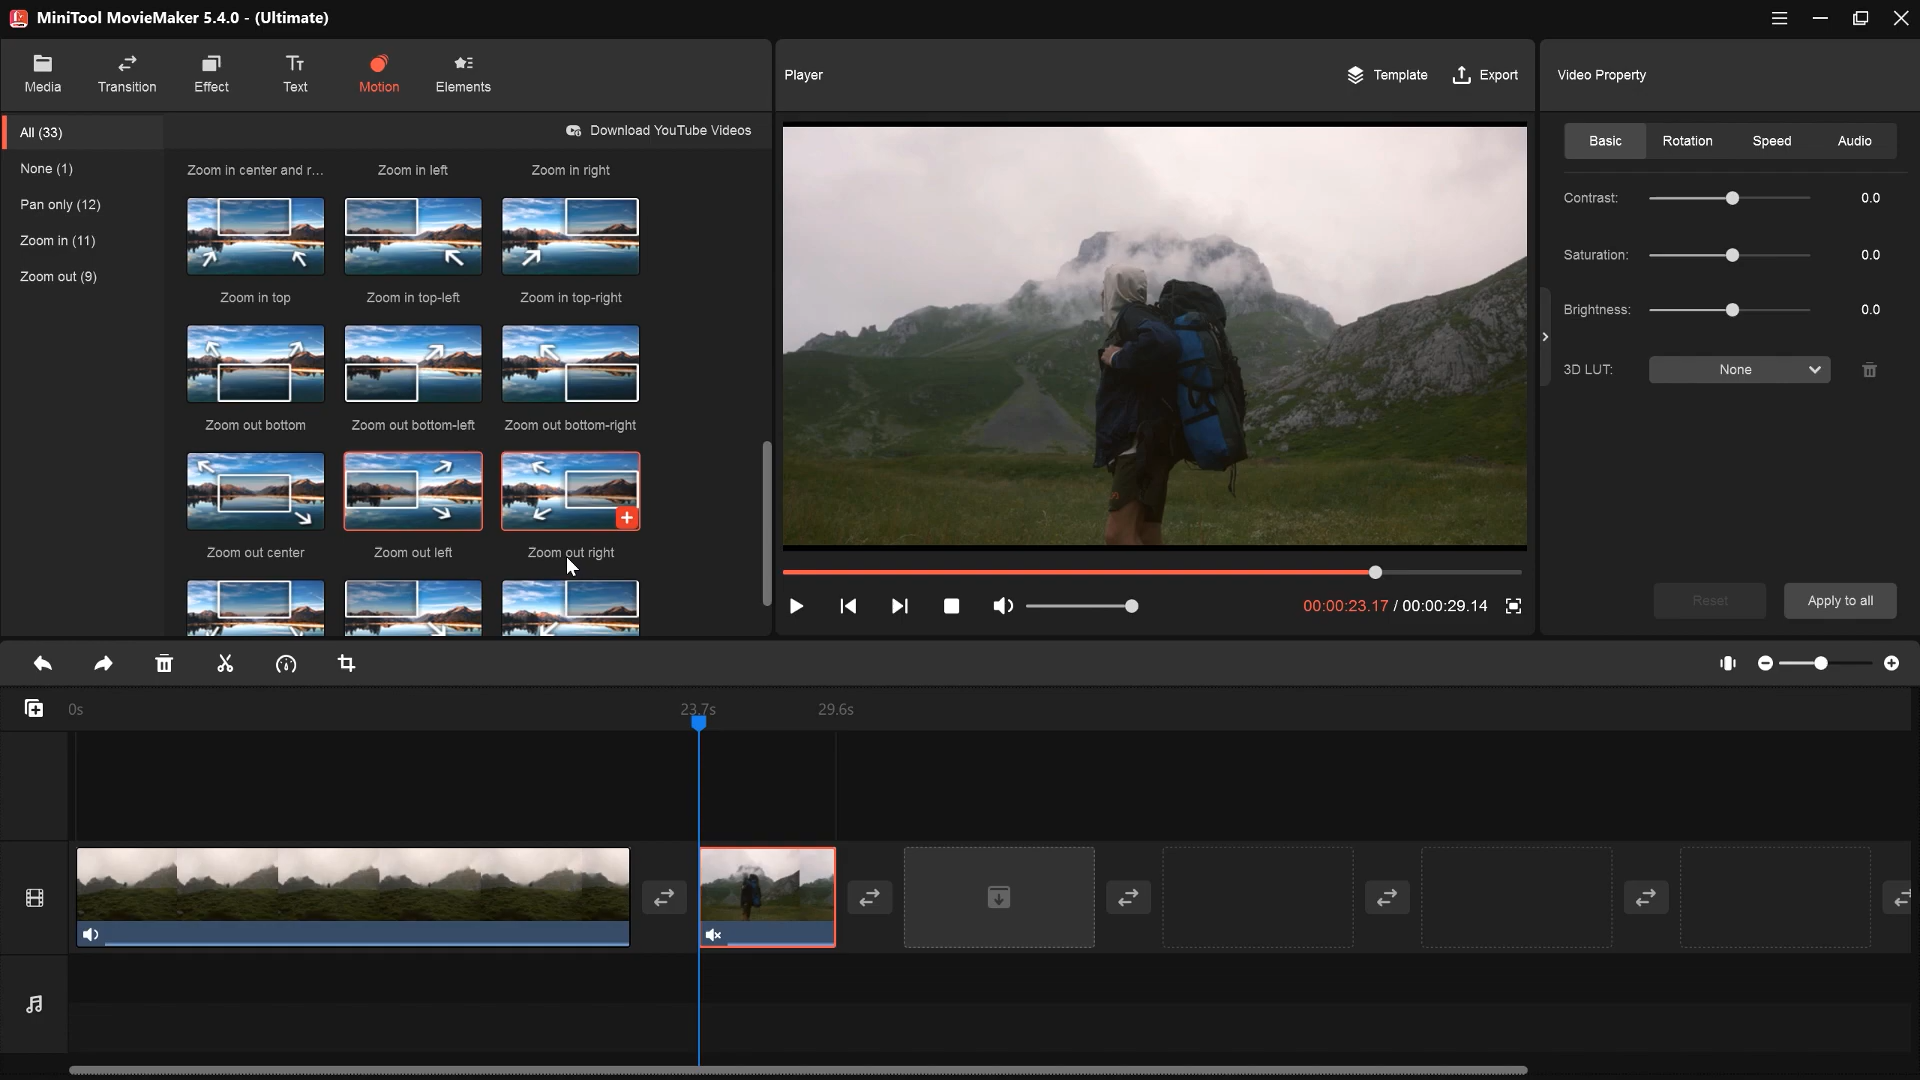 MiniTool MovieMaker 5.4.0 - (Ultimate)
Media
Transition
Effect
Text
Motion
Elements
Player
Template
Export
Video Property
All (33)
None (1)
Pan only (12)
Zoom in (11)
Zoom out (9)
Download YouTube Videos
Zoom in center and r...
Zoom in left
Zoom in right
Zoom in top
Zoom in top-left
Zoom in top-right
Zoom out bottom
Zoom out bottom-left
Zoom out bottom-right
Zoom out center
Zoom out left
Zoom out right
00:00:23.17 / 00:00:29.14
Basic
Rotation
Speed
Audio
Contrast:
0.0
Saturation:
0.0
Brightness:
0.0
3D LUT:
None
Reset
Apply to all
0s
23.7s
29.6s